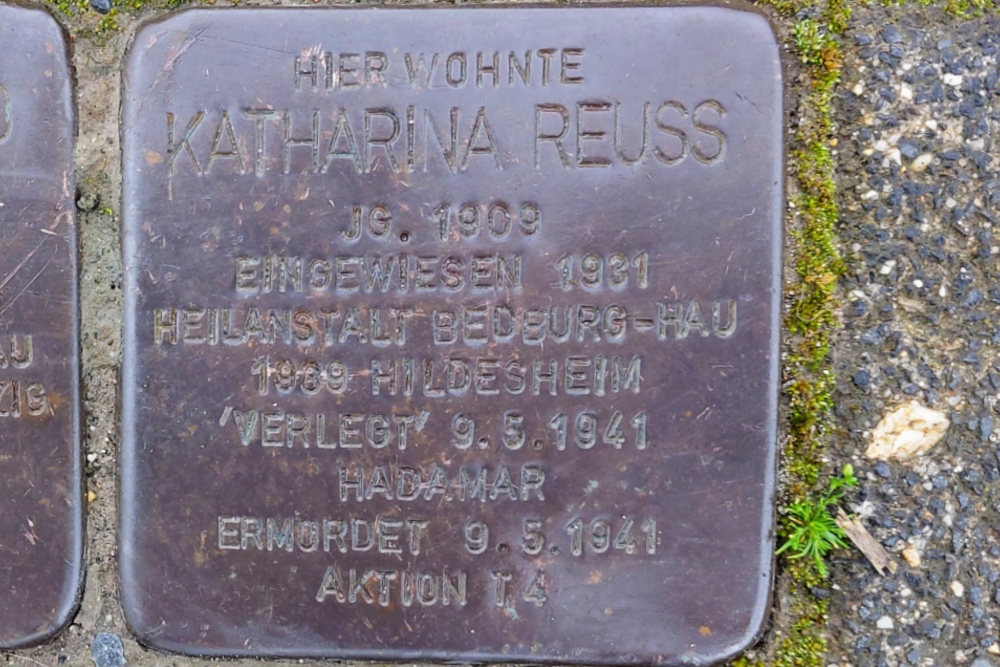 HIER WOHNTE
KATHARINA REUSS
JG. 1909
EINGEWIESEN 1931
HEILANSTALT BEDBURG-HAU
1939 HILDESHEIM
'VERLEGT' 9.5.1941
HADAMAR
ERMORDET 9.5.1941
AKTION T4